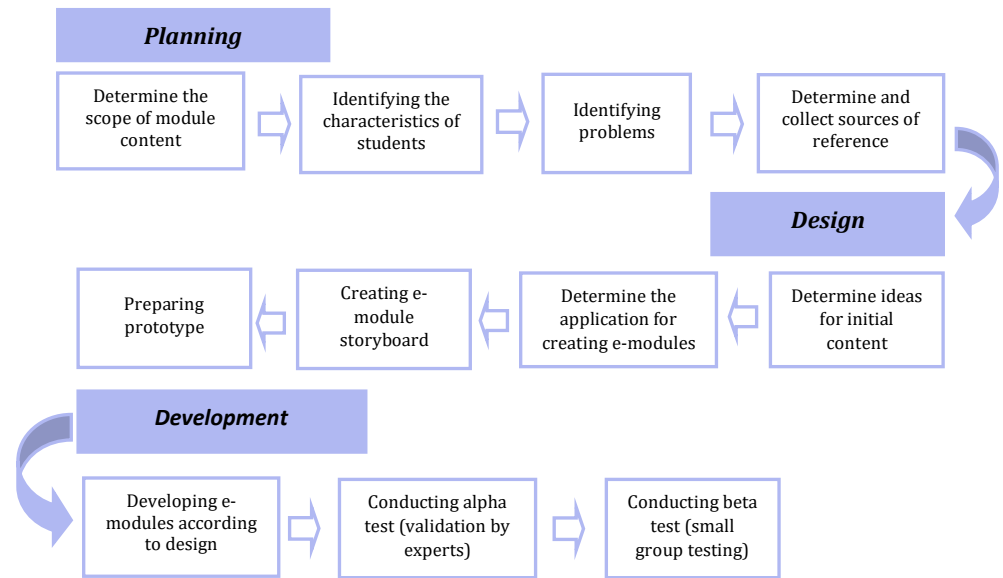 Planning
Determine the
scope of module
content
Identifying the
characteristics of
students
Identifying
problems
Determine and
collect sources of
reference
Design
Determine ideas
for initial
content
Determine the
application for
creating e-modules
Creating e-
module
storyboard
Preparing
prototype
Development
Developing e-
modules according
to design
Conducting alpha
test (validation by
experts)
Conducting beta
test (small
group testing)